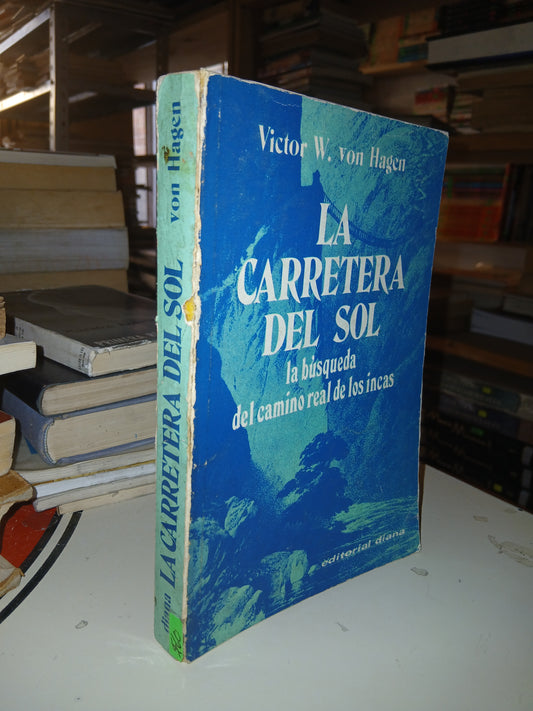 Victor W. von Hagen
LA
CARRETERA
DEL SOL
la búsqueda
del camino real de los incas
editorial diana
diana LA CARRETERA DEL SOL von Hagen